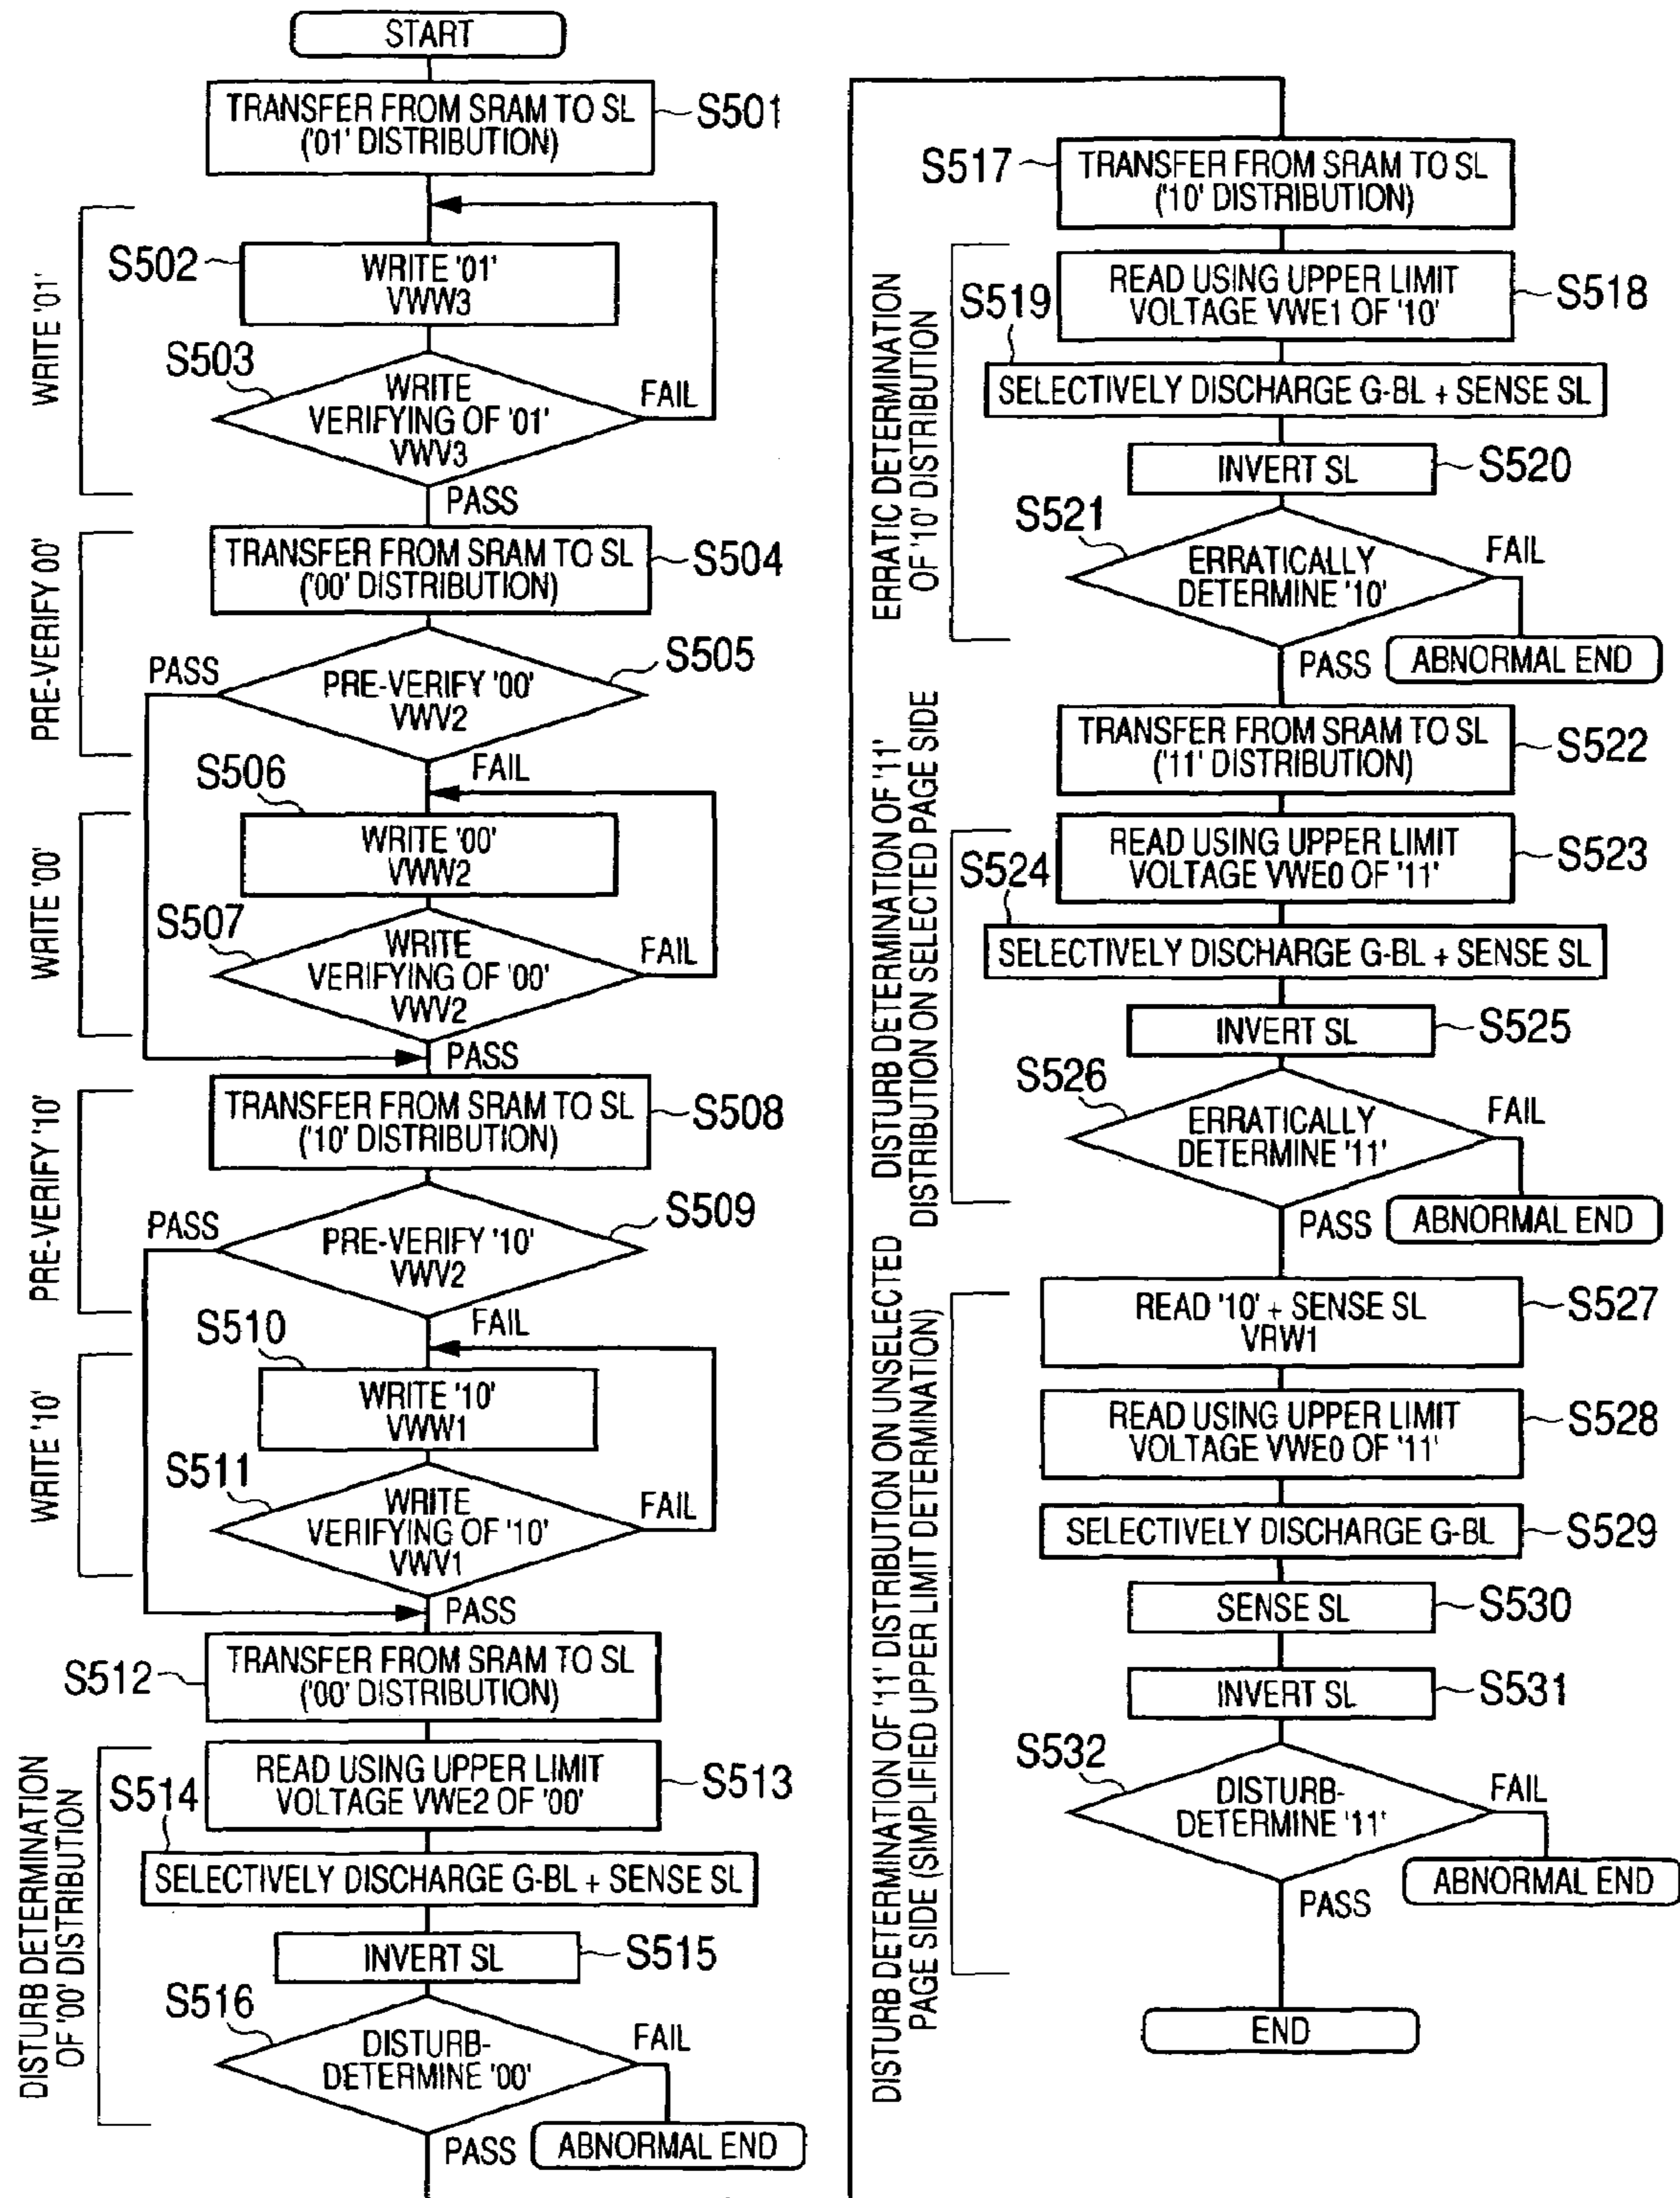 START
TRANSFER FROM SRAM TO SL
('01' DISTRIBUTION)
S501
WRITE '01'
S502
WRITE '01'
VWW3
S503
WRITE
VERIFYING OF '01'
VWV3
FAIL
PASS
PRE-VERIFY 00'
TRANSFER FROM SRAM TO SL
('00' DISTRIBUTION)
S504
PASS
PRE-VERIFY '00'
VWV2
S505
FAIL
WRITE '00'
S506
WRITE '00'
VWW2
S507
WRITE
VERIFYING OF '00'
VWV2
FAIL
PASS
PRE-VERIFY '10'
TRANSFER FROM SRAM TO SL
('10' DISTRIBUTION)
S508
PASS
PRE-VERIFY '10'
VWV2
S509
FAIL
WRITE '10'
S510
WRITE '10'
VWW1
S511
WRITE
VERIFYING OF '10'
VWV1
FAIL
PASS
S512
TRANSFER FROM SRAM TO SL
('00' DISTRIBUTION)
DISTURB DETERMINATION
OF '00' DISTRIBUTION
READ USING UPPER LIMIT
VOLTAGE VWE2 OF '00'
S513
S514
SELECTIVELY DISCHARGE G-BL + SENSE SL
INVERT SL
S515
S516
DISTURB-
DETERMINE '00'
FAIL
PASS
ABNORMAL END
S517
TRANSFER FROM SRAM TO SL
('10' DISTRIBUTION)
ERRATIC DETERMINATION
OF '10' DISTRIBUTION
READ USING UPPER LIMIT
VOLTAGE VWE1 OF '10'
S518
S519
SELECTIVELY DISCHARGE G-BL + SENSE SL
INVERT SL
S520
S521
ERRATICALLY
DETERMINE '10'
FAIL
PASS
ABNORMAL END
TRANSFER FROM SRAM TO SL
('11' DISTRIBUTION)
S522
DISTURB DETERMINATION OF '11'
DISTRIBUTION ON SELECTED PAGE SIDE
READ USING UPPER LIMIT
VOLTAGE VWE0 OF '11'
S523
S524
SELECTIVELY DISCHARGE G-BL + SENSE SL
INVERT SL
S525
S526
ERRATICALLY
DETERMINE '11'
FAIL
PASS
ABNORMAL END
DISTURB DETERMINATION OF '11' DISTRIBUTION ON UNSELECTED
PAGE SIDE (SIMPLIFIED UPPER LIMIT DETERMINATION)
READ '10' + SENSE SL
VRW1
S527
READ USING UPPER LIMIT
VOLTAGE VWE0 OF '11'
S528
SELECTIVELY DISCHARGE G-BL
S529
SENSE SL
S530
INVERT SL
S531
S532
DISTURB-
DETERMINE '11'
FAIL
ABNORMAL END
PASS
END